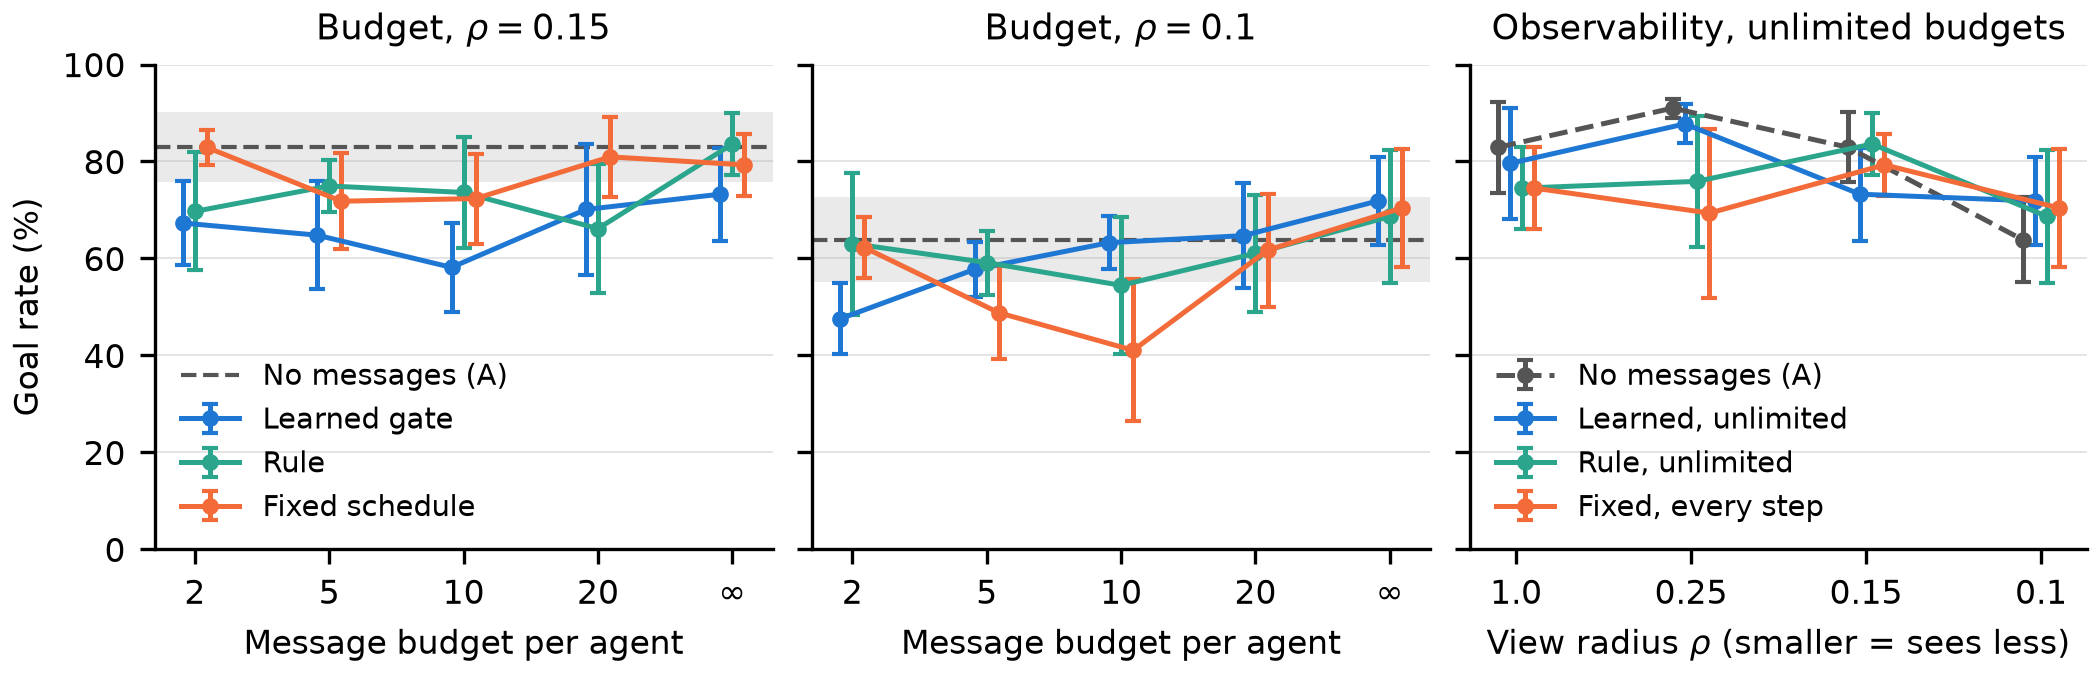 Budget, ρ = 0.15
Budget, ρ = 0.1
Observability, unlimited budgets
Goal rate (%)
100
80
60
40
20
0
No messages (A)
Learned gate
Rule
Fixed schedule
2 5 10 20 ∞
Message budget per agent
2 5 10 20 ∞
Message budget per agent
No messages (A)
Learned, unlimited
Rule, unlimited
Fixed, every step
1.0 0.25 0.15 0.1
View radius ρ (smaller = sees less)